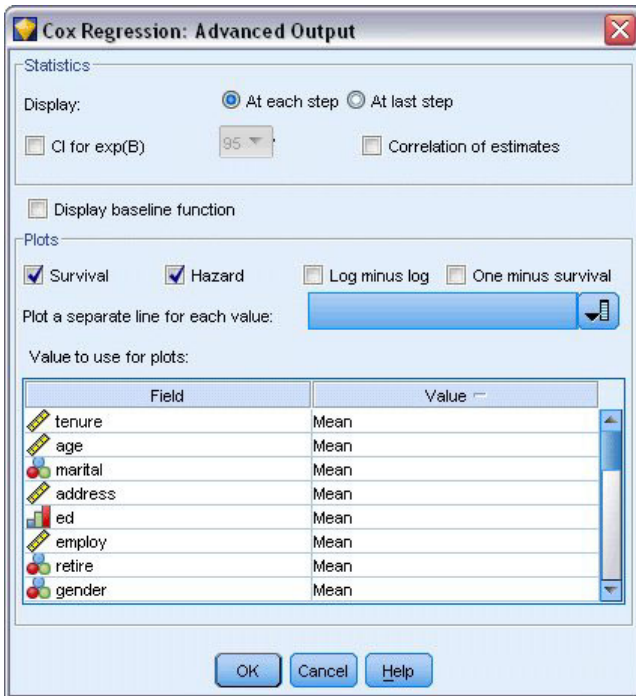 Cox Regression: Advanced Output
Statistics
Display: At each step At last step
CI for exp(B) 95 Correlation of estimates
Display baseline function
Plots
Survival Hazard Log minus log One minus survival
Plot a separate line for each value:
Value to use for plots:
Field Value
tenure Mean
age Mean
marital Mean
address Mean
ed Mean
employ Mean
retire Mean
gender Mean
OK Cancel Help